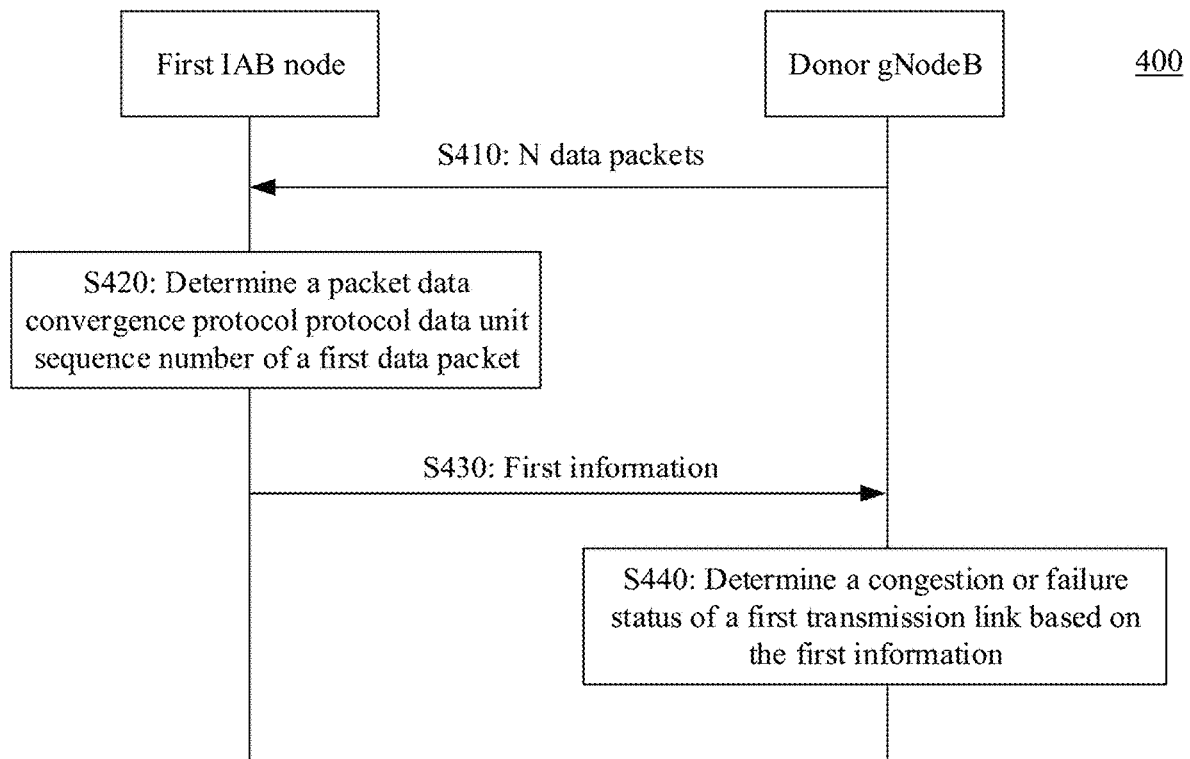 First IAB node
Donor gNodeB
400
S410: N data packets
S420: Determine a packet data
convergence protocol protocol data unit
sequence number of a first data packet
S430: First information
S440: Determine a congestion or failure
status of a first transmission link based on
the first information